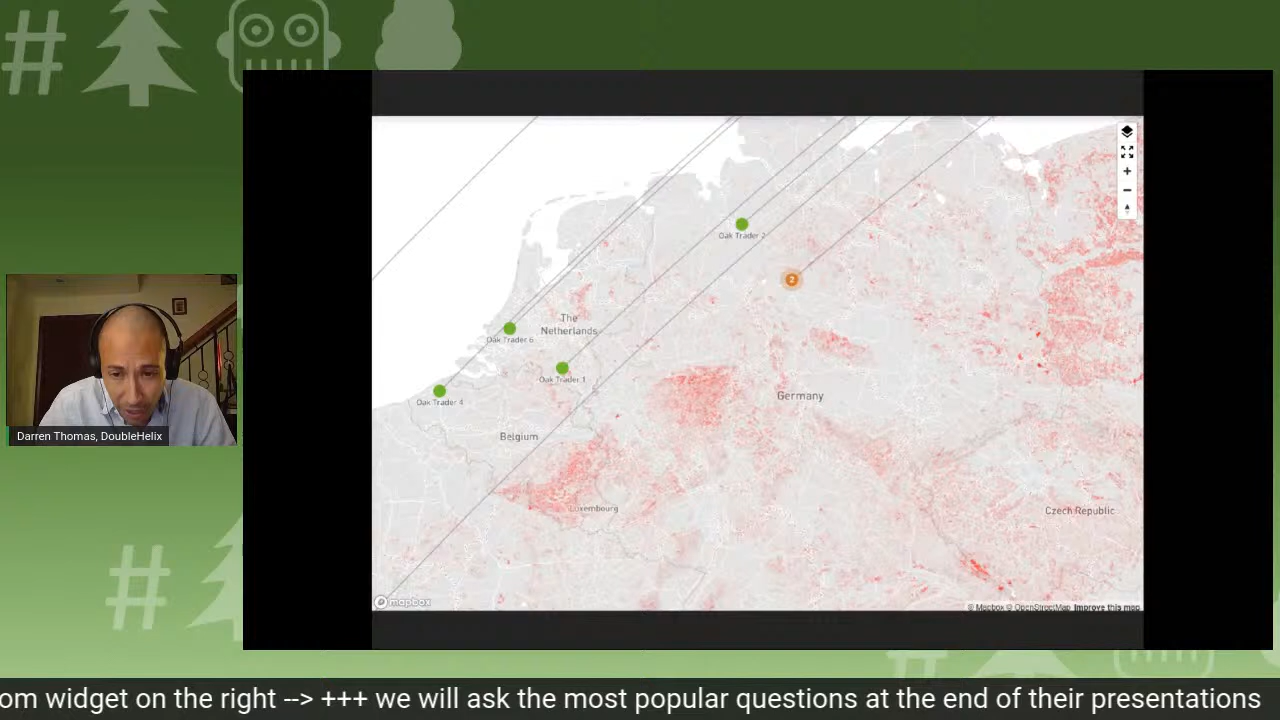 #
Oak Trader 2
2
The
Netherlands
Oak Trader 6
Oak Trader 1
Oak Trader 4
Germany
Belgium
Luxembourg
Czech Republic
mapbox
© Mapbox © OpenStreetMap Improve this map
Darren Thomas, DoubleHelix
#
#
om widget on the right --> +++ we will ask the most popular questions at the end of their presentations